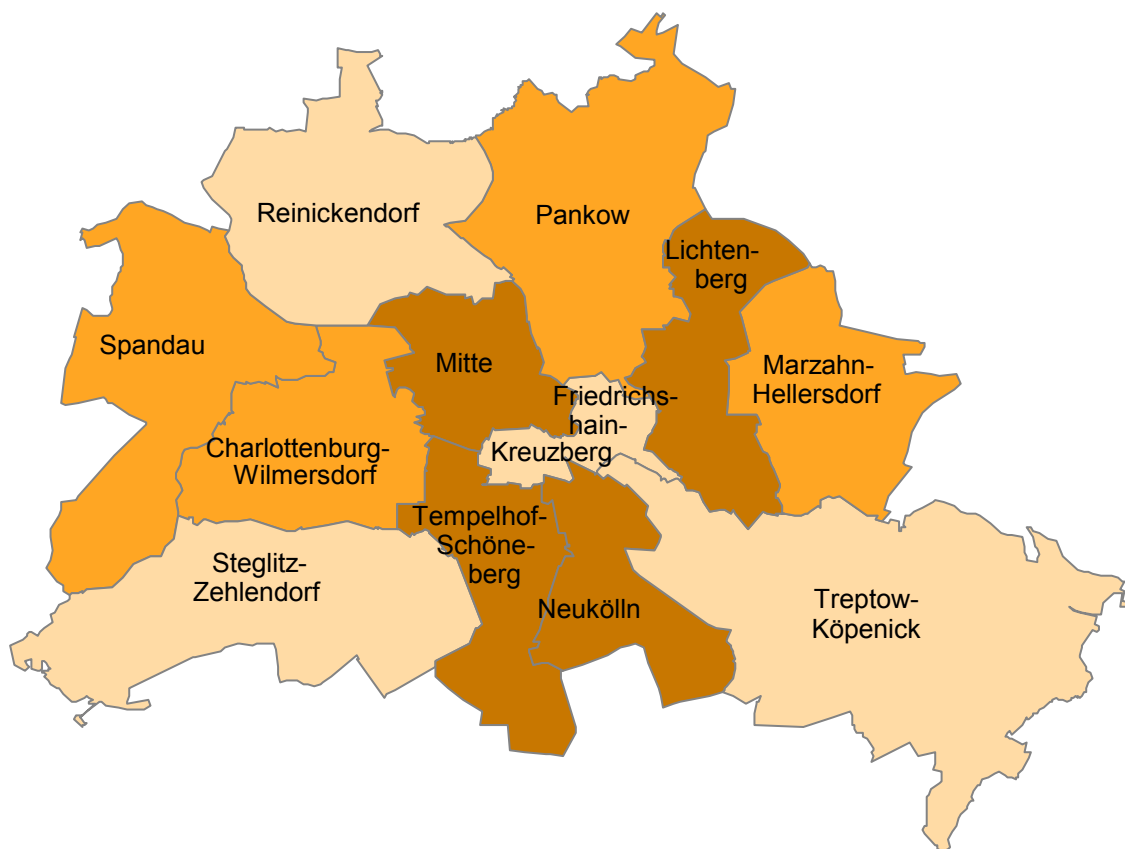 Reinickendorf
Pankow
Lichten-
berg
Spandau
Mitte
Marzahn-
Hellersdorf
Friedrichs-
hain-
Kreuzberg
Charlottenburg-
Wilmersdorf
Tempelhof-
Schöne-
berg
Steglitz-
Zehlendorf
Neukölln
Treptow-
Köpenick